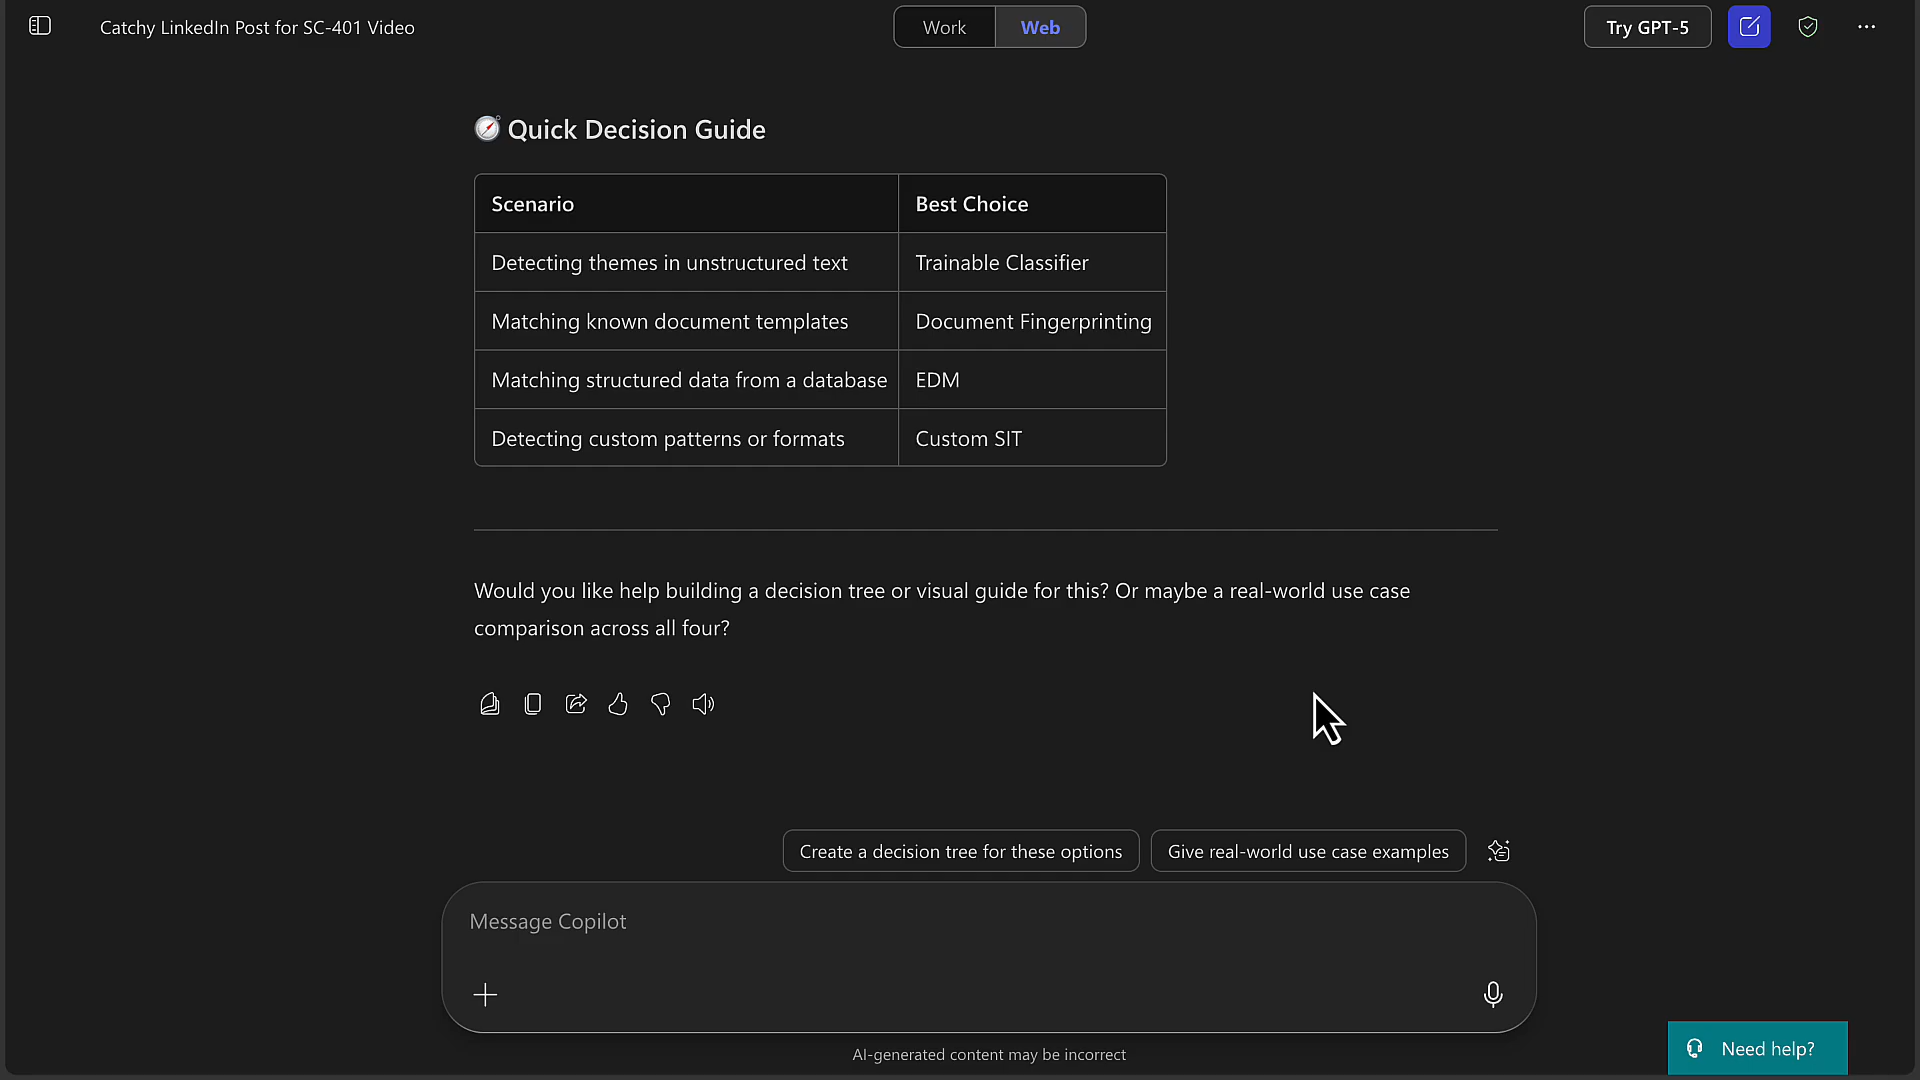 Catchy LinkedIn Post for SC-401 Video
Work
Web
Try GPT-5
Quick Decision Guide
Scenario
Best Choice
Detecting themes in unstructured text
Trainable Classifier
Matching known document templates
Document Fingerprinting
Matching structured data from a database
EDM
Detecting custom patterns or formats
Custom SIT
Would you like help building a decision tree or visual guide for this? Or maybe a real-world use case
comparison across all four?
Create a decision tree for these options
Give real-world use case examples
Message Copilot
AI-generated content may be incorrect
Need help?